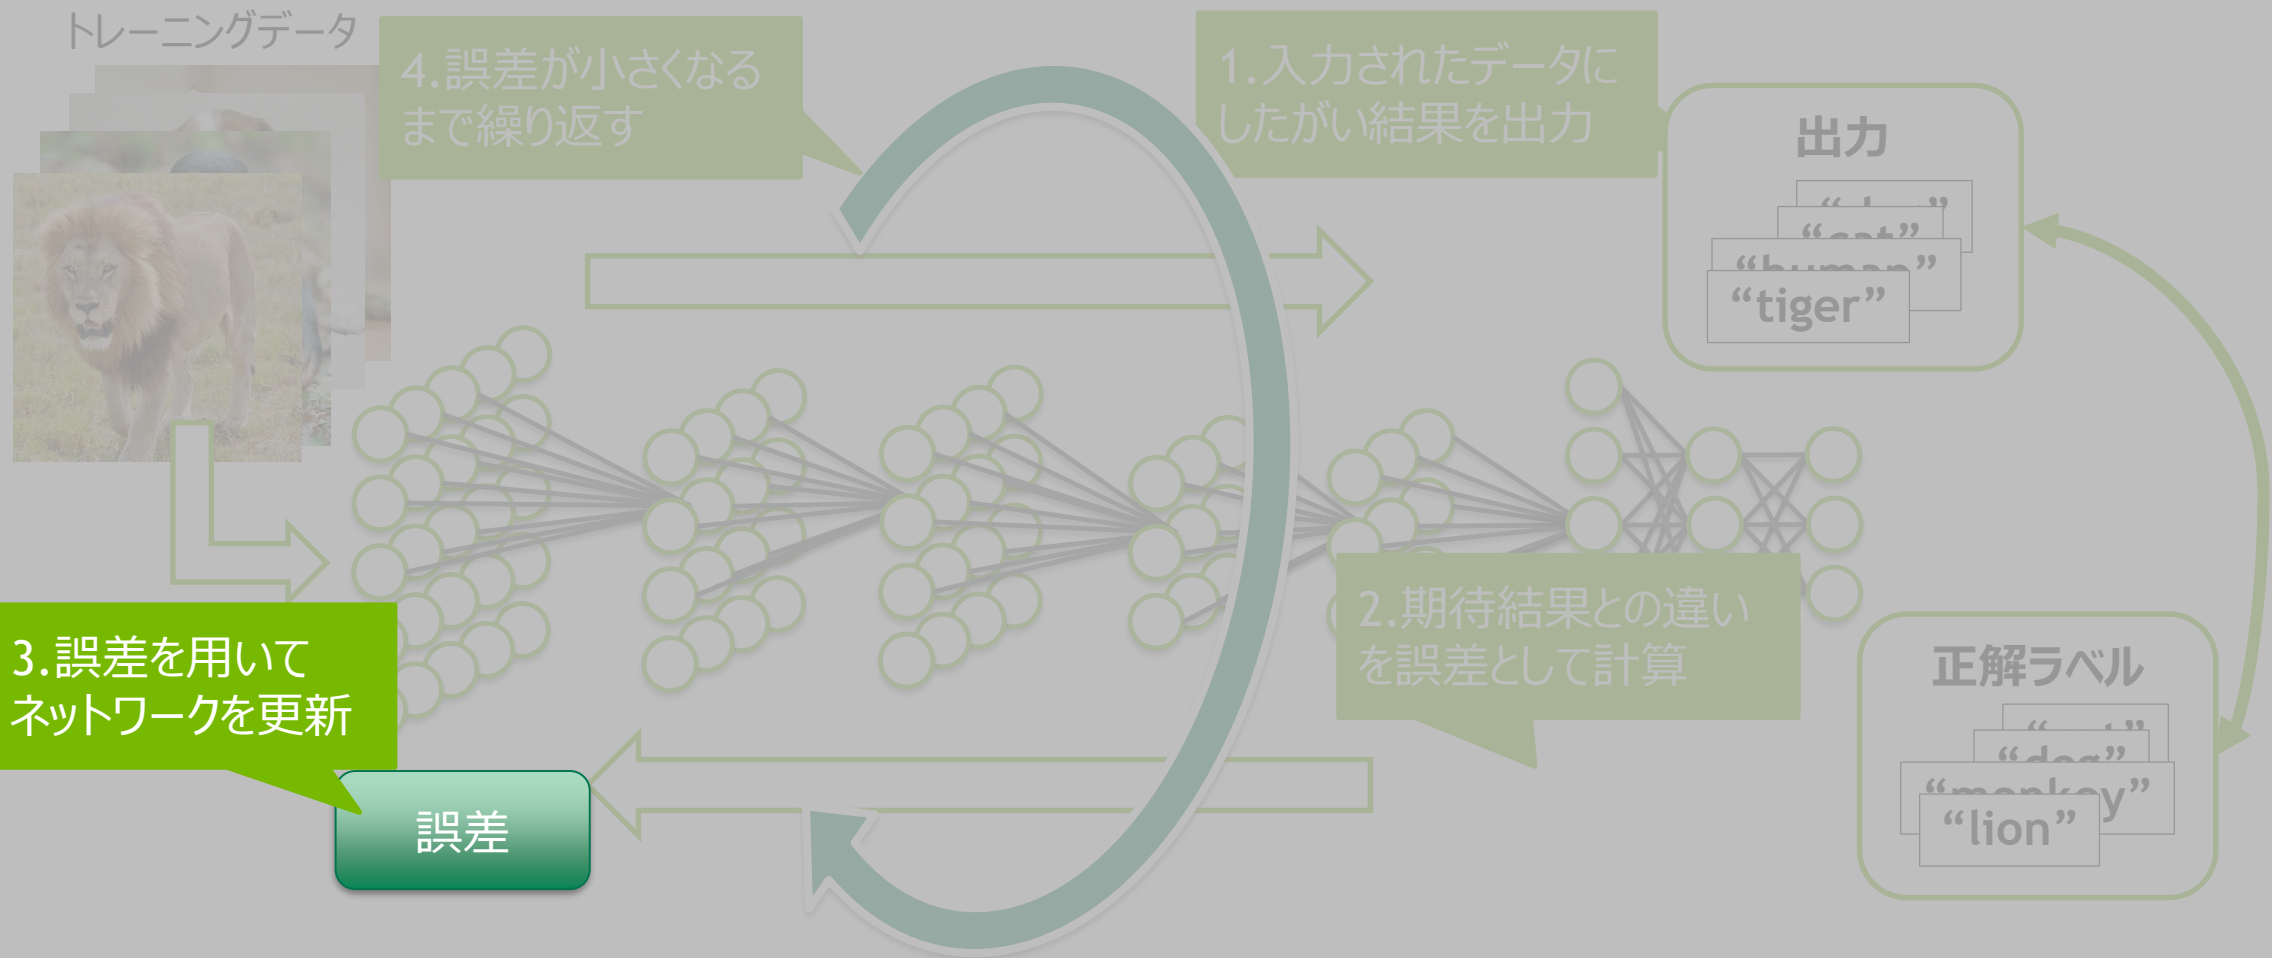 トレーニングデータ
4.誤差が小さくなる
まで繰り返す
1.入力されたデータに
したがい結果を出力
出力
“cat”
“human”
“tiger”
3.誤差を用いて
ネットワークを更新
2.期待結果との違い
を誤差として計算
正解ラベル
“dog”
“monkey”
“lion”
誤差